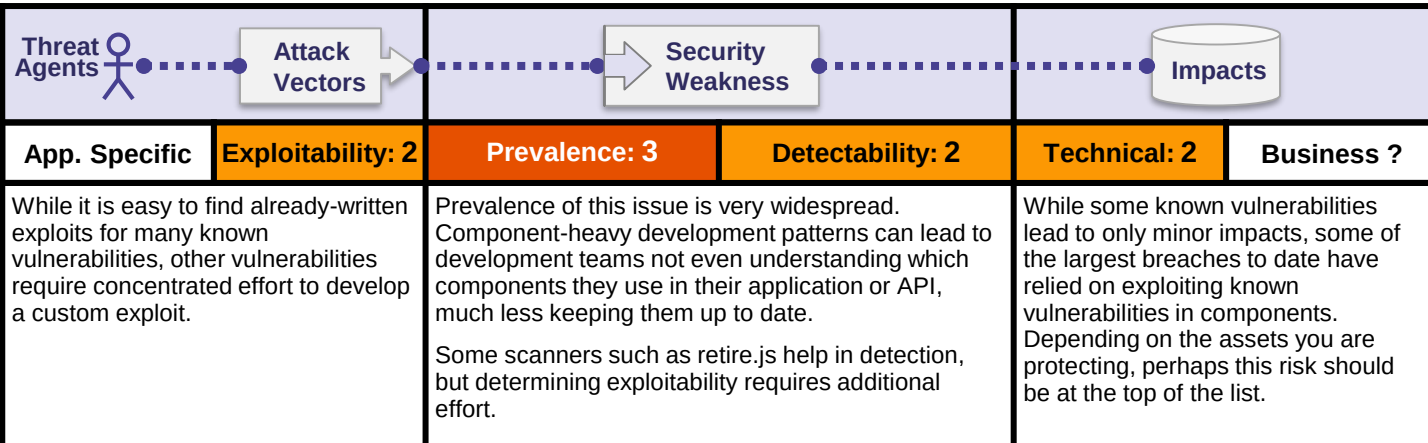 Threat
Agents
Attack
Vectors
Security
Weakness
Impacts
App. Specific
Exploitability: 2
Prevalence: 3
Detectability: 2
Technical: 2
Business ?
While it is easy to find already-written
exploits for many known
vulnerabilities, other vulnerabilities
require concentrated effort to develop
a custom exploit.
Prevalence of this issue is very widespread.
Component-heavy development patterns can lead to
development teams not even understanding which
components they use in their application or API,
much less keeping them up to date.
Some scanners such as retire.js help in detection,
but determining exploitability requires additional
effort.
While some known vulnerabilities
lead to only minor impacts, some of
the largest breaches to date have
relied on exploiting known
vulnerabilities in components.
Depending on the assets you are
protecting, perhaps this risk should
be at the top of the list.